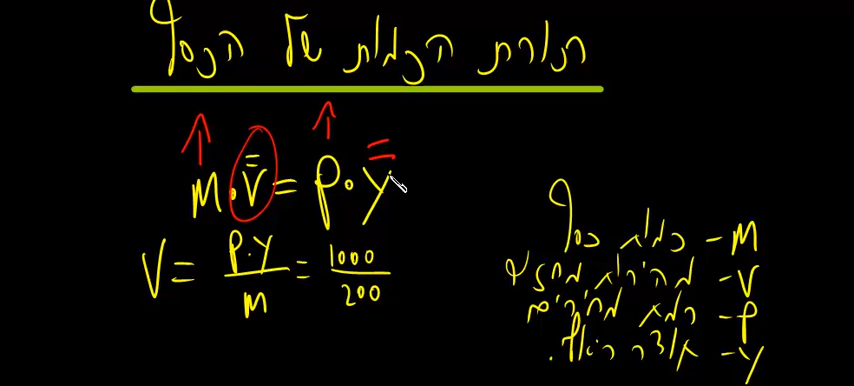 תורת הכמות של הכסף
M · V̿ = P · Y
V = P·Y / M = 1000 / 200
M - כמות כסף
V - מהירות מחזור
P - רמת מחירים
Y - תוצר ריאלי.